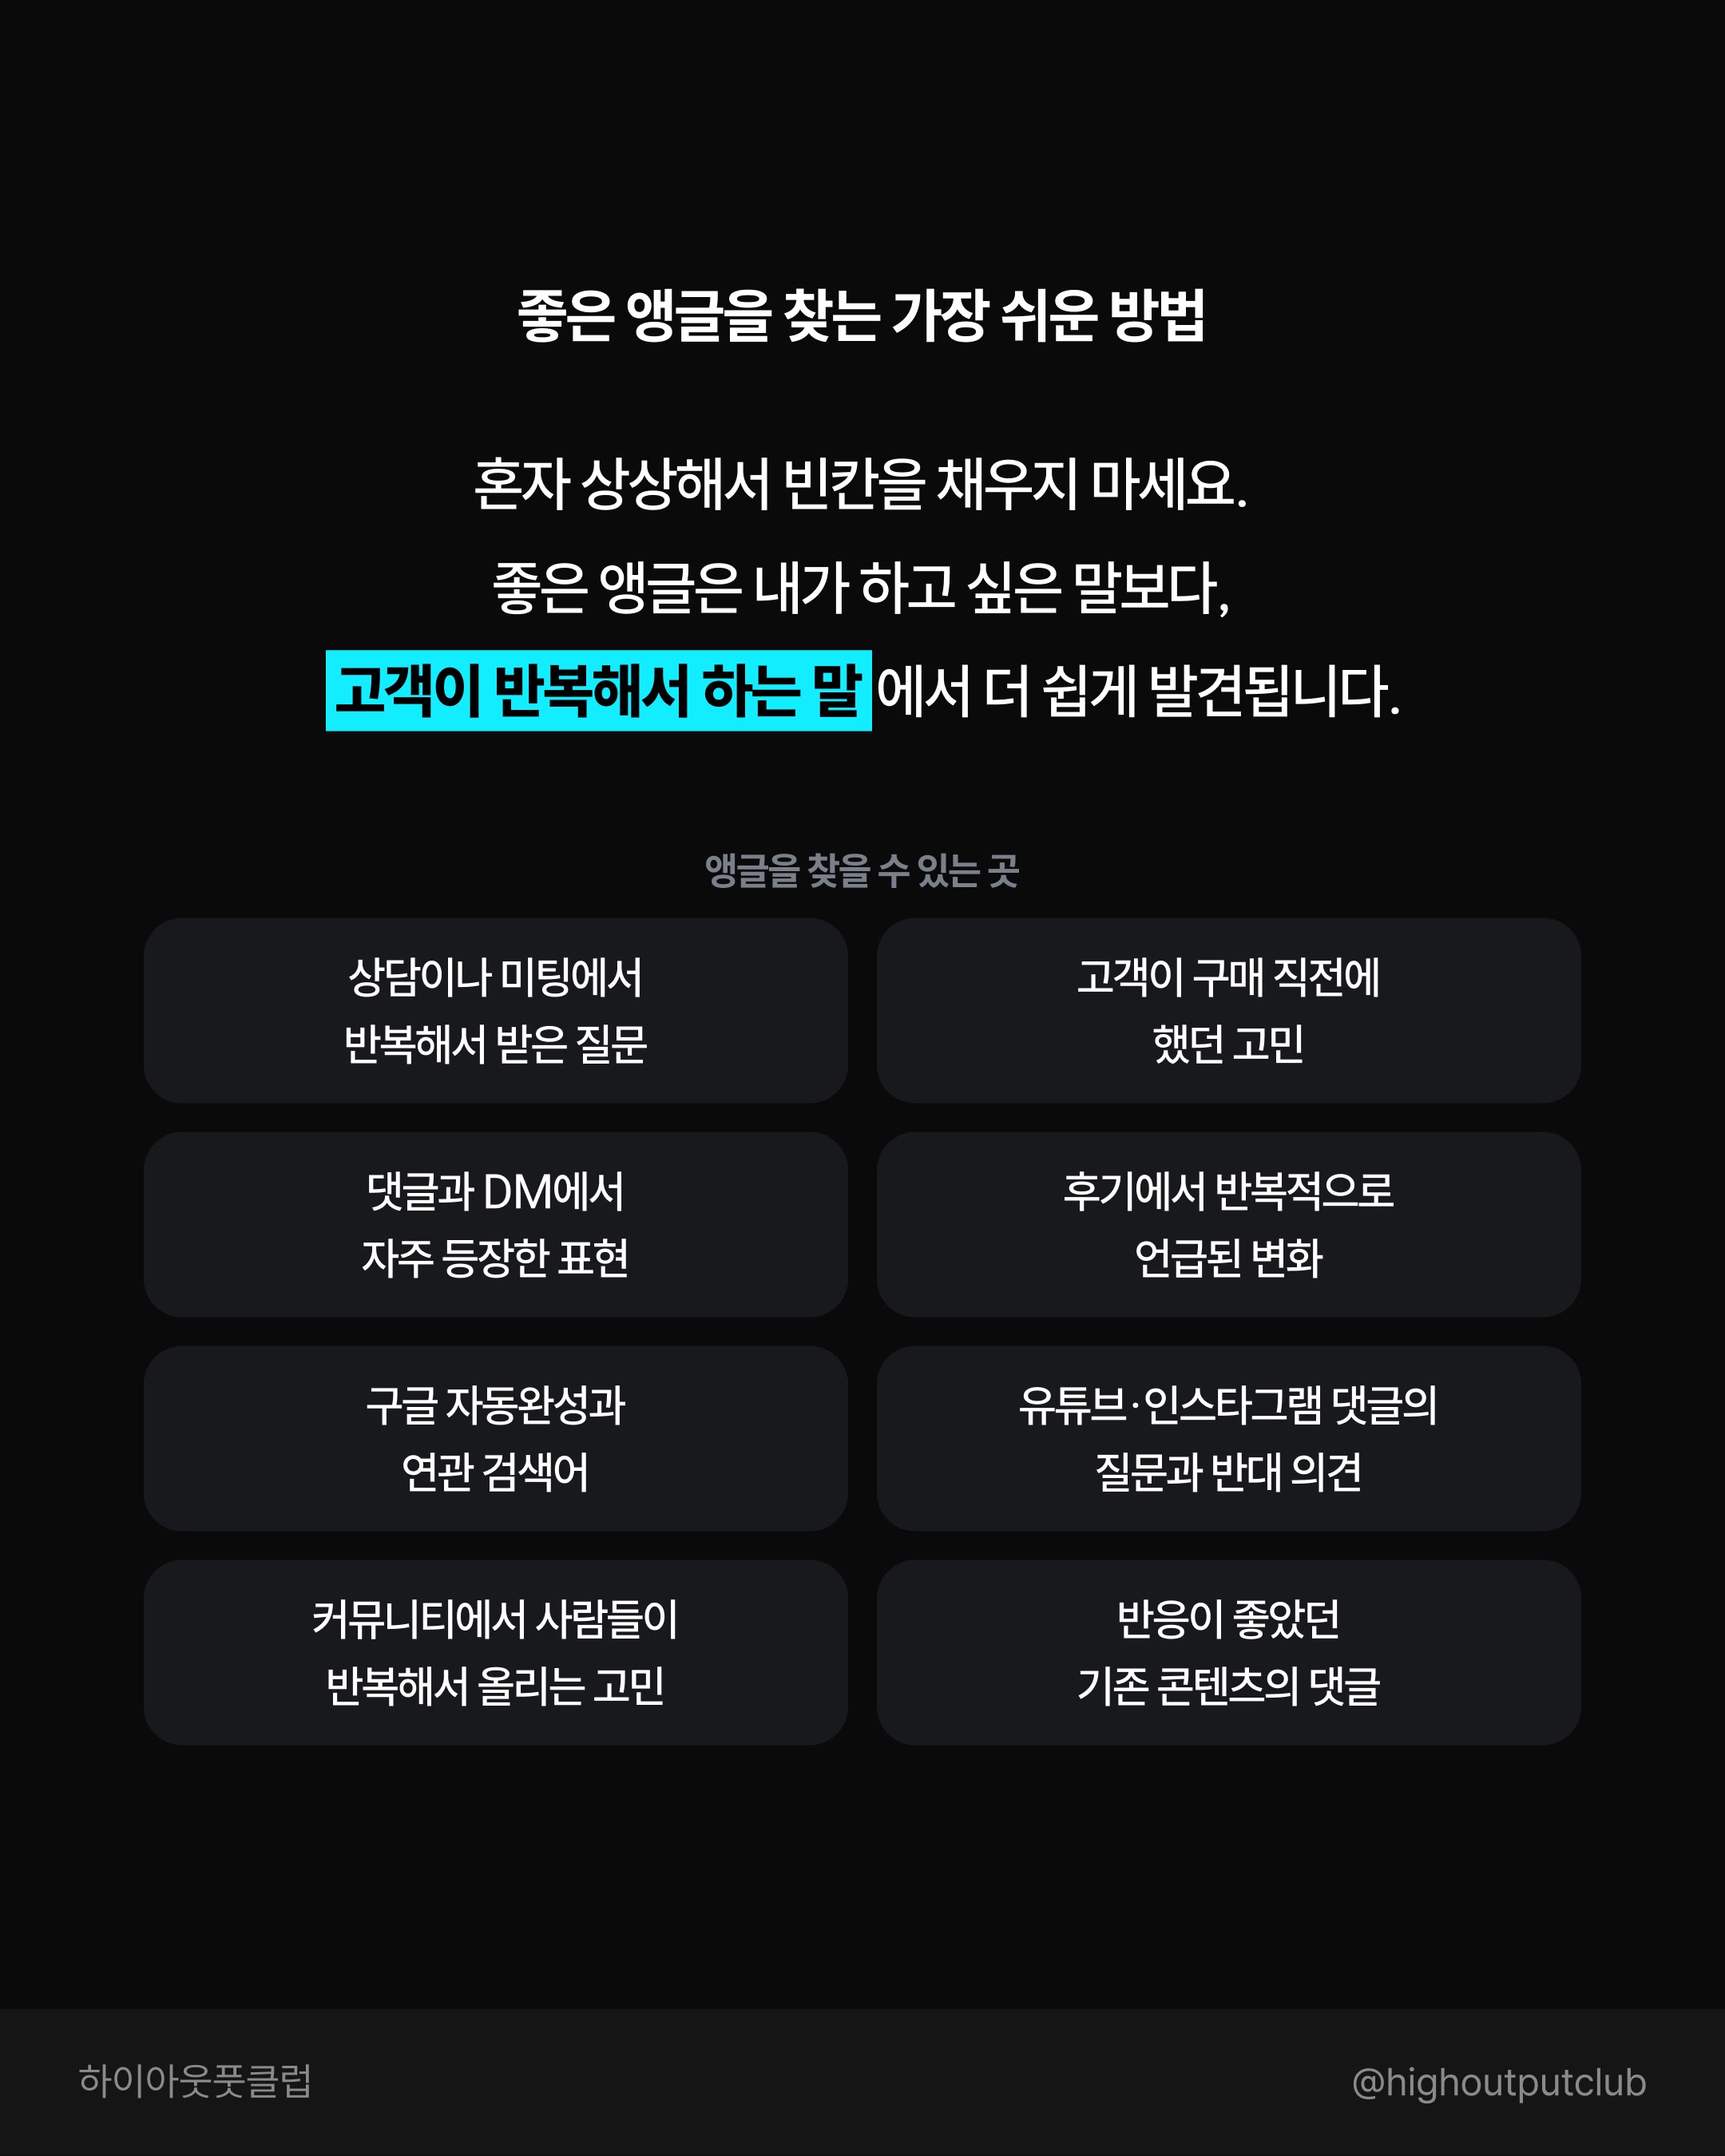 좋은 앵글을 찾는 가장 쉬운 방법
혼자 상상해서 빈칸을 채우지 마세요.
좋은 앵글은 내가 하고 싶은 말보다,
고객이 반복해서 하는 말에서 더 쉽게 발견됩니다.
앵글을 찾을 수 있는 곳
상담이나 미팅에서
반복해서 받은 질문
고객이 구매 직전에
했던 고민
댓글과 DM에서
자주 등장한 표현
후기에서 반복적으로
언급된 변화
구글 자동완성과
연관 검색어
유튜브·인스타그램 댓글의
질문과 반대 의견
커뮤니티에서 사람들이
반복해서 올리는 고민
반응이 좋았던
기존 콘텐츠의 댓글
하이아웃풋클럽
@highoutputclub